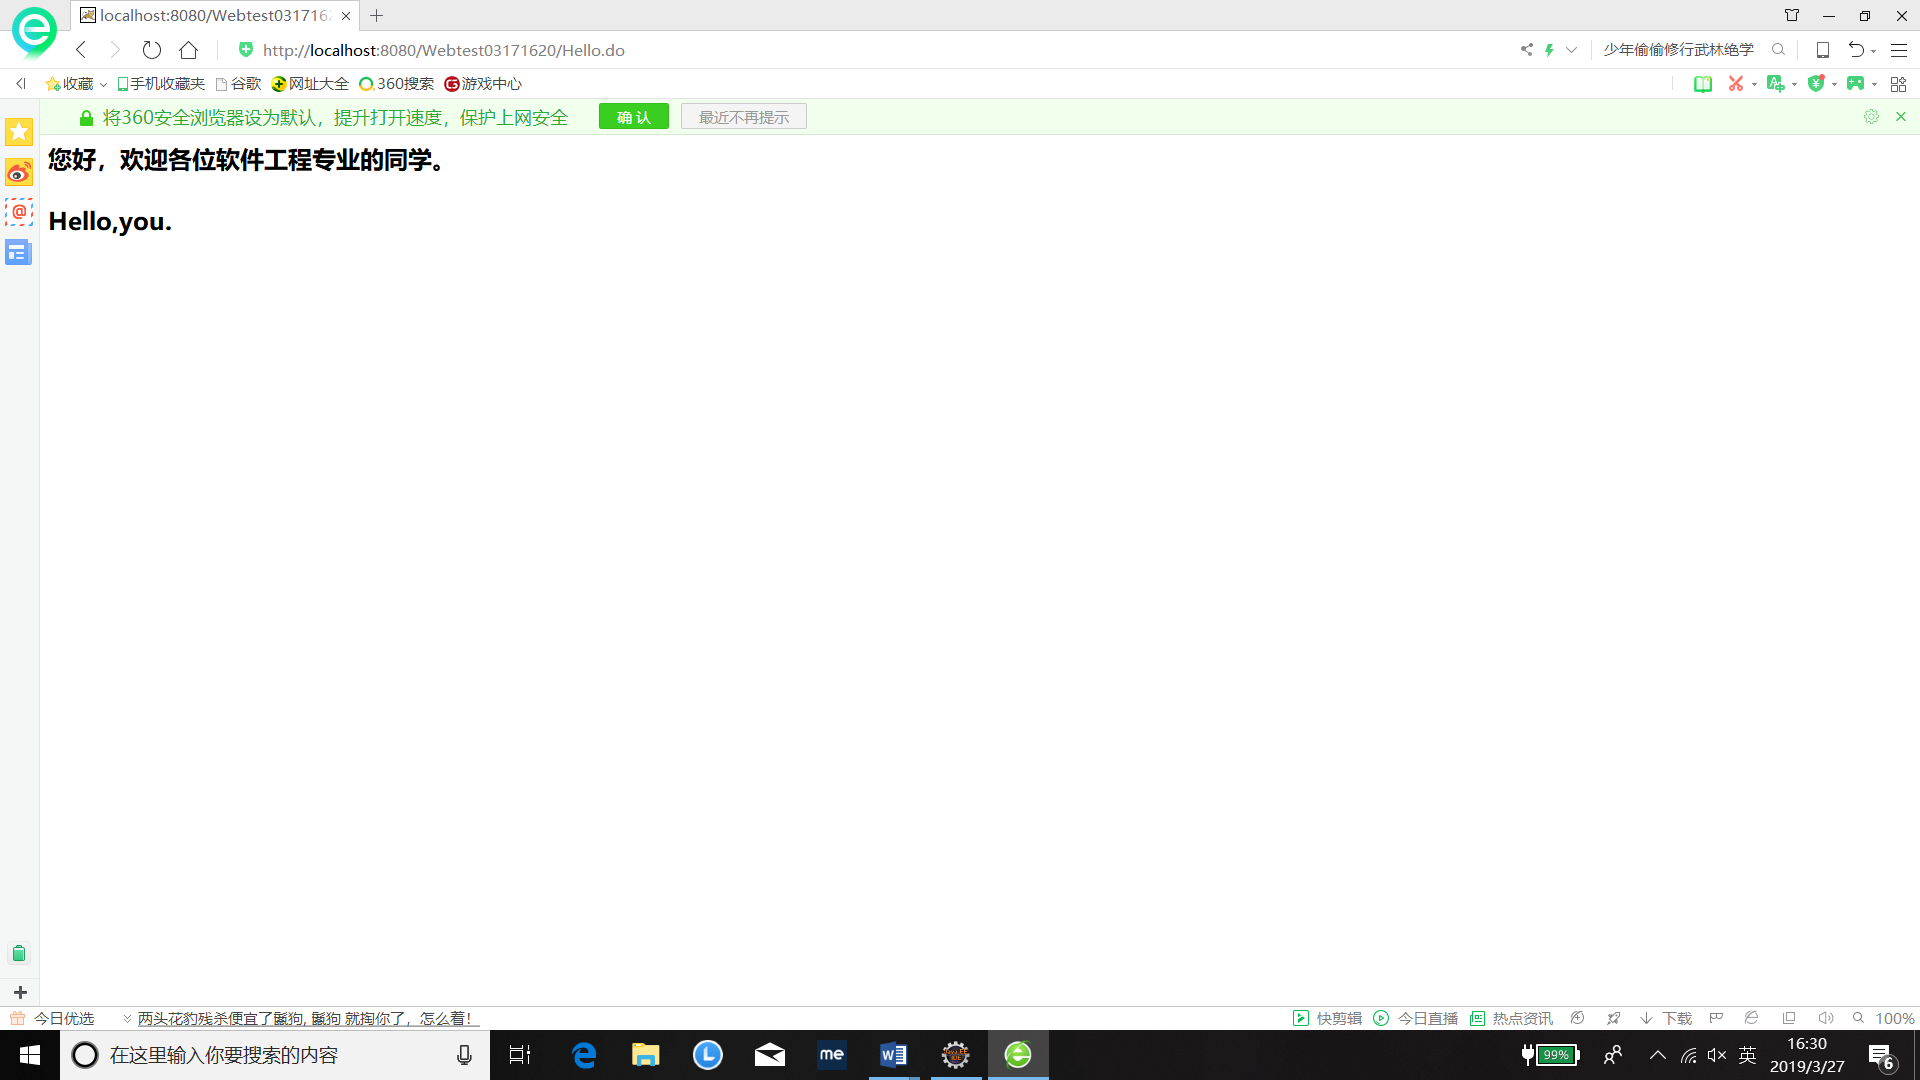 localhost:8080/Webtest0317162
http://localhost:8080/Webtest03171620/Hello.do
少年偷偷修行武林绝学
收藏 手机收藏夹 谷歌 网址大全 360搜索 游戏中心
将360安全浏览器设为默认，提升打开速度，保护上网安全 确 认 最近不再提示
您好，欢迎各位软件工程专业的同学。
Hello,you.
今日优选 两头花豹残杀便宜了鬣狗, 鬣狗 就掏你了，怎么着！ 快剪辑 今日直播 热点资讯 下载 100%
在这里输入你要搜索的内容 me 99% 英 16:30
2019/3/27 6